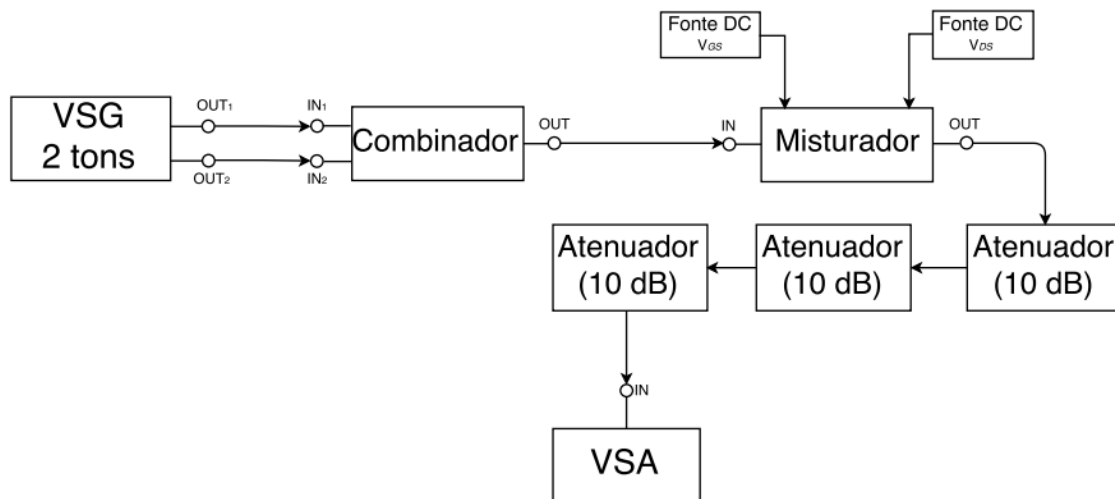 Fonte DC
VGS
Fonte DC
VDS
VSG
2 tons
OUT1
OUT2
IN1
IN2
Combinador
OUT
IN
Misturador
OUT
Atenuador
(10 dB)
Atenuador
(10 dB)
Atenuador
(10 dB)
IN
VSA